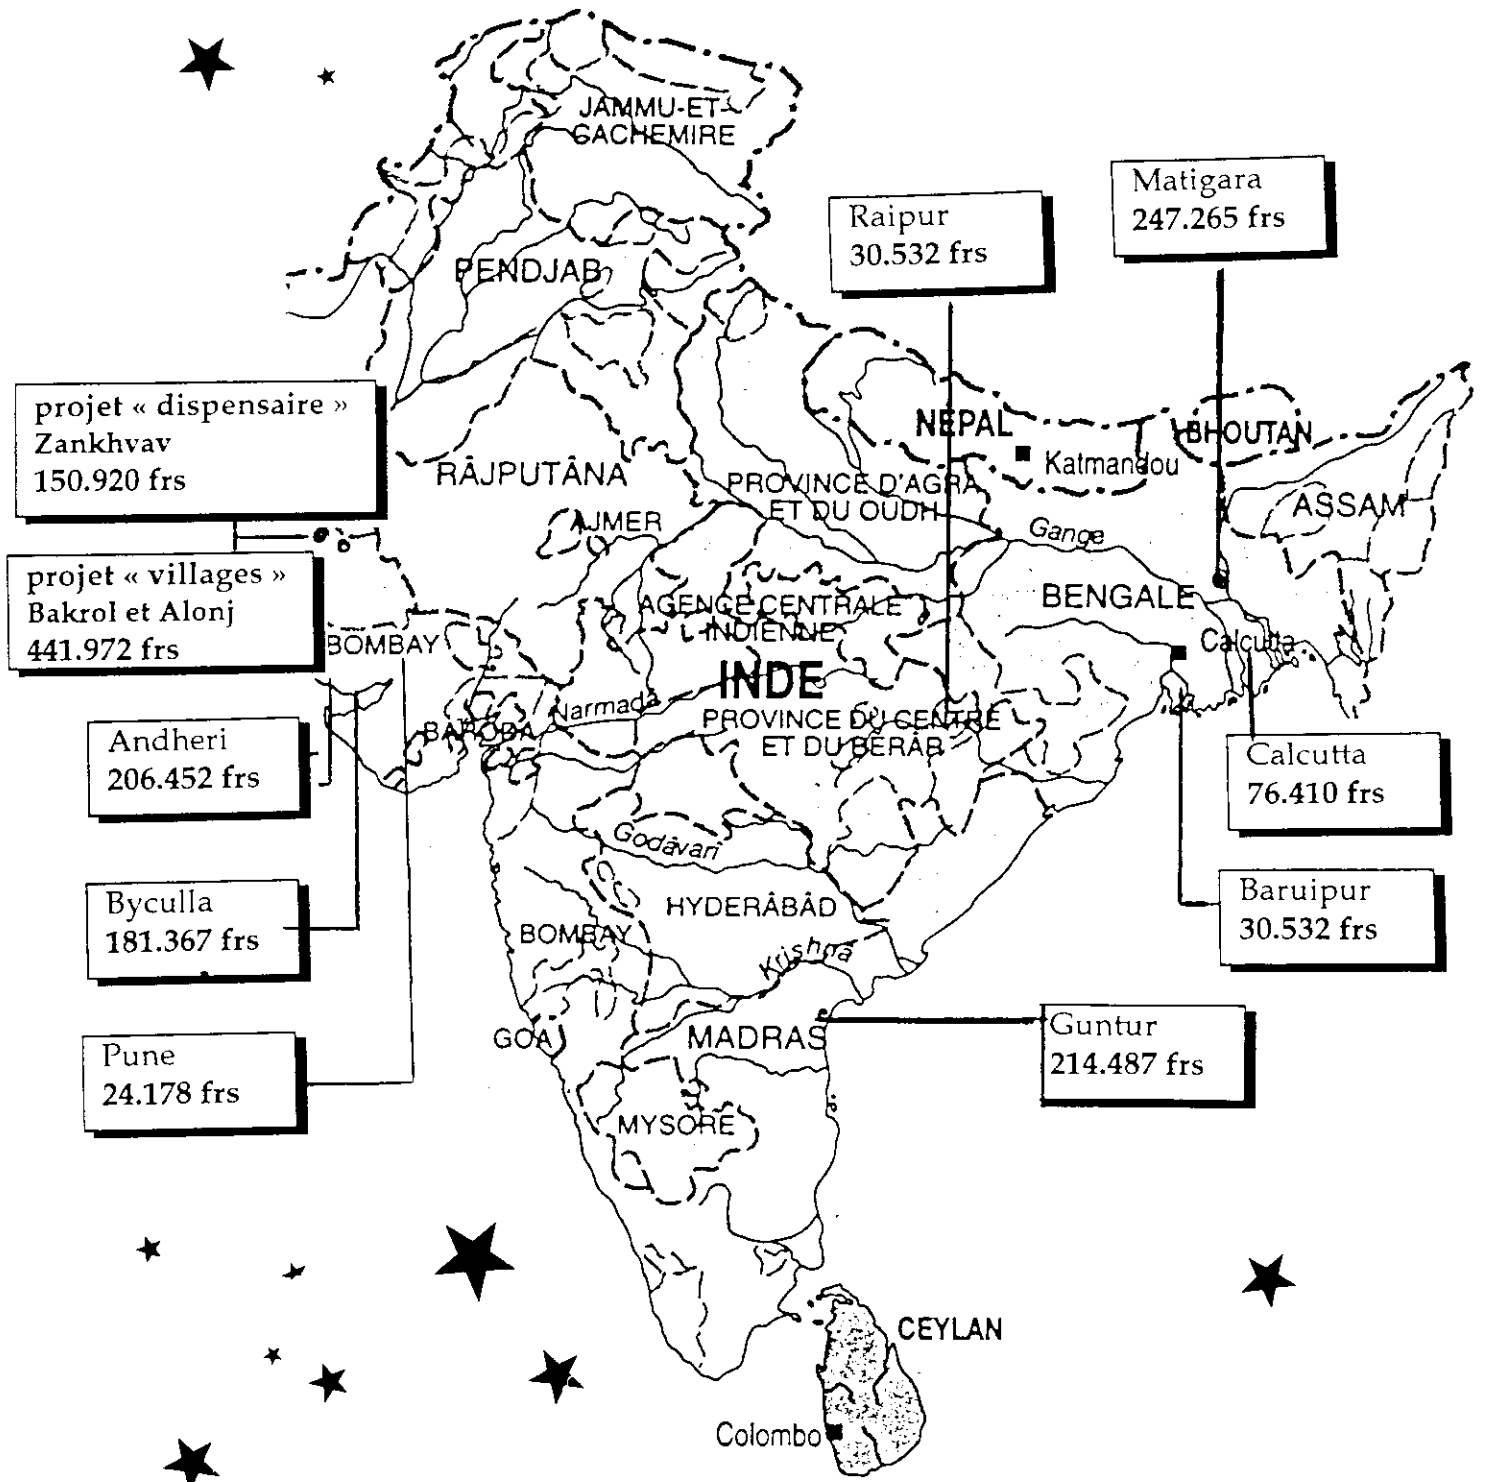 JAMMU-ET-
CACHEMIRE
Matigara
247.265 frs
Raipur
30.532 frs
PENDJAB
projet « dispensaire »
Zankhvav
150.920 frs
NEPAL
BHOUTAN
Katmandou
RÂJPUTÂNA
PROVINCE D'AGRA
ET DU OUDH
ASSAM
AJMER
Gange
projet « villages »
Bakrol et Alonj
441.972 frs
AGENCE CENTRALE
INDIENNE
BENGALE
BOMBAY
Calcutta
INDE
Narmada
PROVINCE DU CENTRE
ET DU BÉRÂR
BARODA
Andheri
206.452 frs
Calcutta
76.410 frs
Godâvari
Byculla
181.367 frs
HYDERÂBÂD
BOMBAY
Krishna
Baruipur
30.532 frs
GOA
MADRAS
Guntur
214.487 frs
Pune
24.178 frs
MYSORE
CEYLAN
Colombo